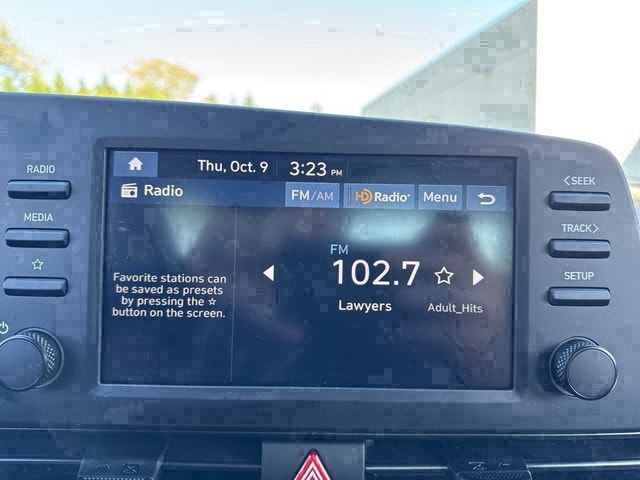 RADIO
MEDIA
☆
Thu, Oct. 9 3:23 PM
Radio FM/AM HD Radio Menu
Favorite stations can
be saved as presets
by pressing the ☆
button on the screen.
FM
102.7
Lawyers Adult_Hits
<SEEK
TRACK>
SETUP